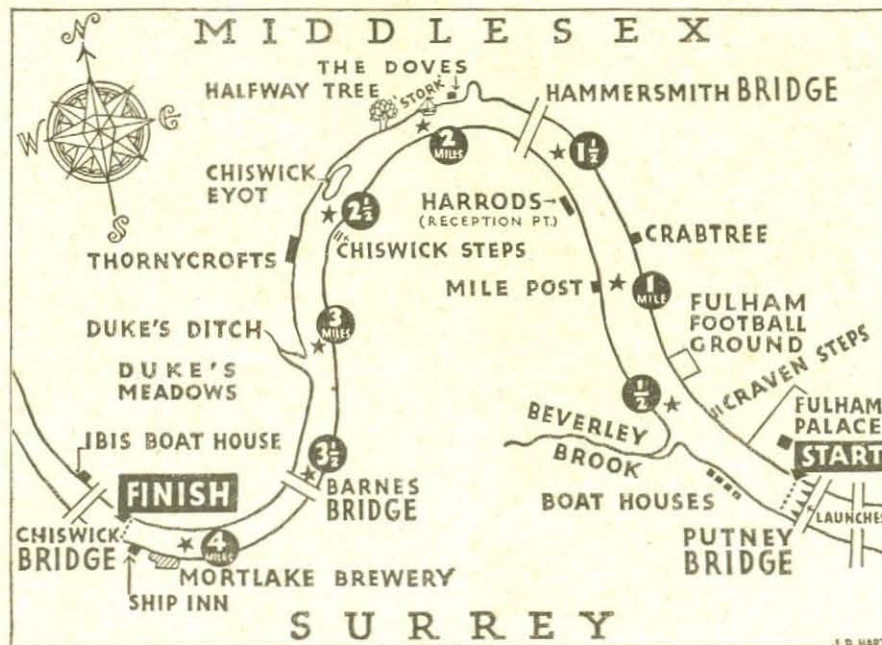 MIDDLESEX
N
W
E
S
THE DOVES
HALFWAY TREE
'STORK'
HAMMERSMITH BRIDGE
2
MILES
1½
CHISWICK
EYOT
2½
HARRODS
(RECEPTION PT.)
CRABTREE
CHISWICK STEPS
THORNYCROFTS
MILE POST
1
MILE
FULHAM
FOOTBALL
GROUND
DUKE'S DITCH
3
MILES
DUKE'S
MEADOWS
CRAVEN STEPS
½
FULHAM
PALACE
BEVERLEY
BROOK
START
IBIS BOAT HOUSE
3½
FINISH
BARNES
BRIDGE
BOAT HOUSES
LAUNCHES
CHISWICK
BRIDGE
4
MILES
PUTNEY
BRIDGE
MORTLAKE BREWERY
SHIP INN
SURREY
S.D. HART